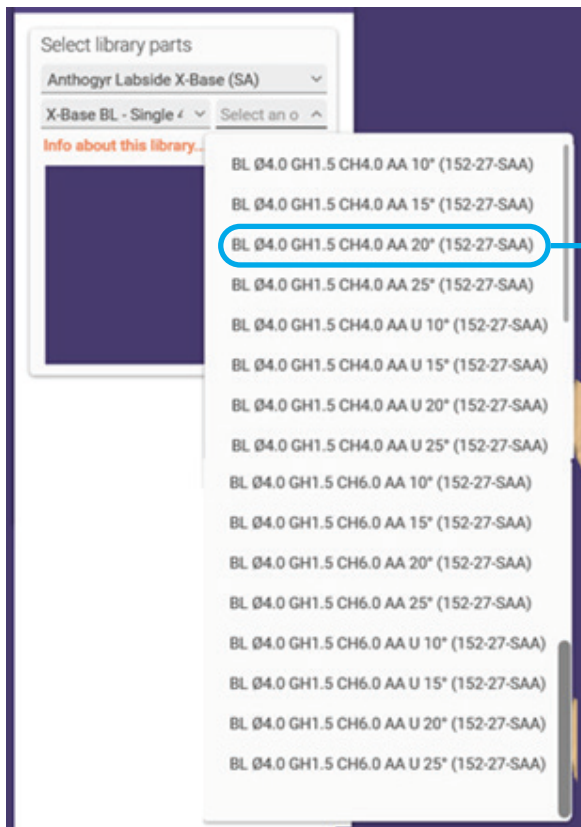 Select library parts
Anthogyr Labside X-Base (SA)
X-Base BL - Single Select an o
Info about this library..
BL Ø4.0 GH1.5 CH4.0 AA 10° (152-27-SAA)
BL Ø4.0 GH1.5 CH4.0 AA 15° (152-27-SAA)
BL Ø4.0 GH1.5 CH4.0 AA 20° (152-27-SAA)
BL Ø4.0 GH1.5 CH4.0 AA 25° (152-27-SAA)
BL Ø4.0 GH1.5 CH4.0 AA U 10° (152-27-SAA)
BL Ø4.0 GH1.5 CH4.0 AA U 15° (152-27-SAA)
BL Ø4.0 GH1.5 CH4.0 AA U 20° (152-27-SAA)
BL Ø4.0 GH1.5 CH4.0 AA U 25° (152-27-SAA)
BL Ø4.0 GH1.5 CH6.0 AA 10° (152-27-SAA)
BL Ø4.0 GH1.5 CH6.0 AA 15° (152-27-SAA)
BL Ø4.0 GH1.5 CH6.0 AA 20° (152-27-SAA)
BL Ø4.0 GH1.5 CH6.0 AA 25° (152-27-SAA)
BL Ø4.0 GH1.5 CH6.0 AA U 10° (152-27-SAA)
BL Ø4.0 GH1.5 CH6.0 AA U 15° (152-27-SAA)
BL Ø4.0 GH1.5 CH6.0 AA U 20° (152-27-SAA)
BL Ø4.0 GH1.5 CH6.0 AA U 25° (152-27-SAA)